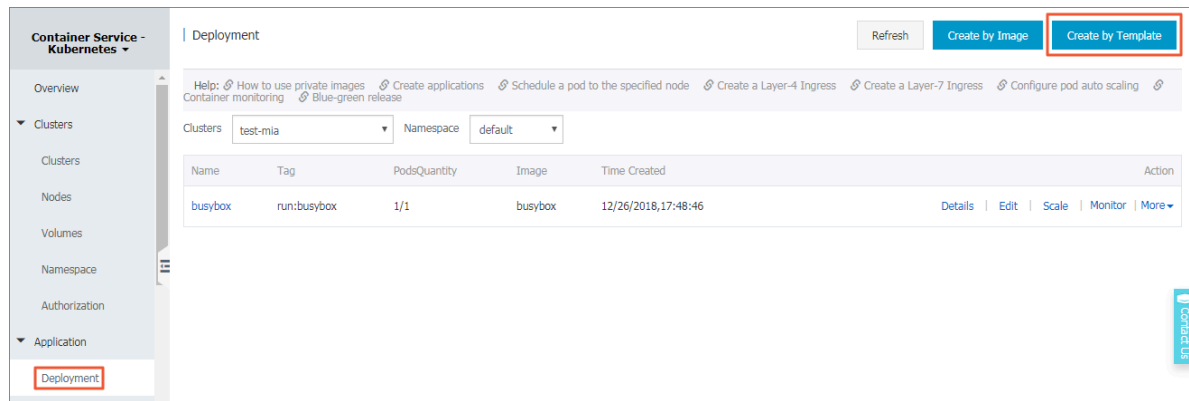 Container Service -
Kubernetes
Overview
Clusters
Clusters
Nodes
Volumes
Namespace
Authorization
Application
Deployment
Deployment
Refresh
Create by Image
Create by Template
Help: How to use private images Create applications Schedule a pod to the specified node Create a Layer-4 Ingress Create a Layer-7 Ingress Configure pod auto scaling
Container monitoring Blue-green release
Clusters test-mia Namespace default
Name Tag PodsQuantity Image Time Created Action
busybox run:busybox 1/1 busybox 12/26/2018,17:48:46 Details | Edit | Scale | Monitor | More
Contact Us